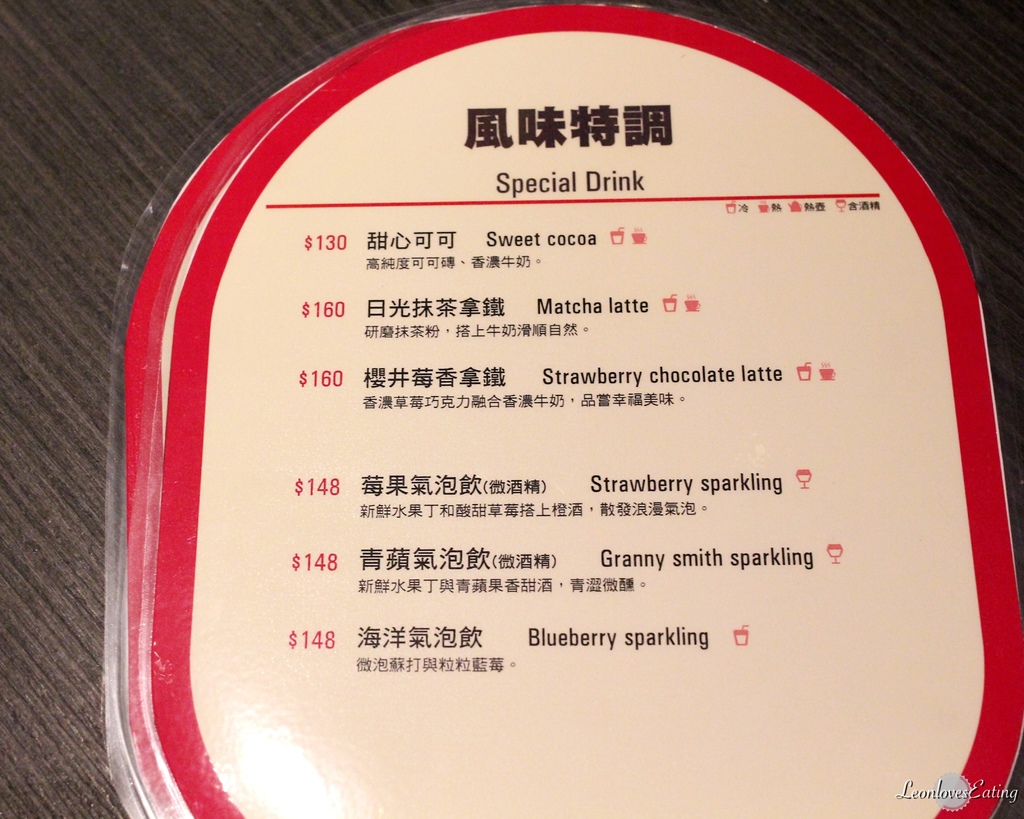 風味特調
Special Drink
冷 熱 熱壺 含酒精
$130 甜心可可 Sweet cocoa
高純度可可磚、香濃牛奶。
$160 日光抹茶拿鐵 Matcha latte
研磨抹茶粉，搭上牛奶滑順自然。
$160 櫻井莓香拿鐵 Strawberry chocolate latte
香濃草莓巧克力融合香濃牛奶，品嘗幸福美味。
$148 莓果氣泡飲(微酒精) Strawberry sparkling
新鮮水果丁和酸甜草莓搭上橙酒，散發浪漫氣泡。
$148 青蘋氣泡飲(微酒精) Granny smith sparkling
新鮮水果丁與青蘋果香甜酒，青澀微醺。
$148 海洋氣泡飲 Blueberry sparkling
微泡蘇打與粒粒藍莓。
LeonlovesEating